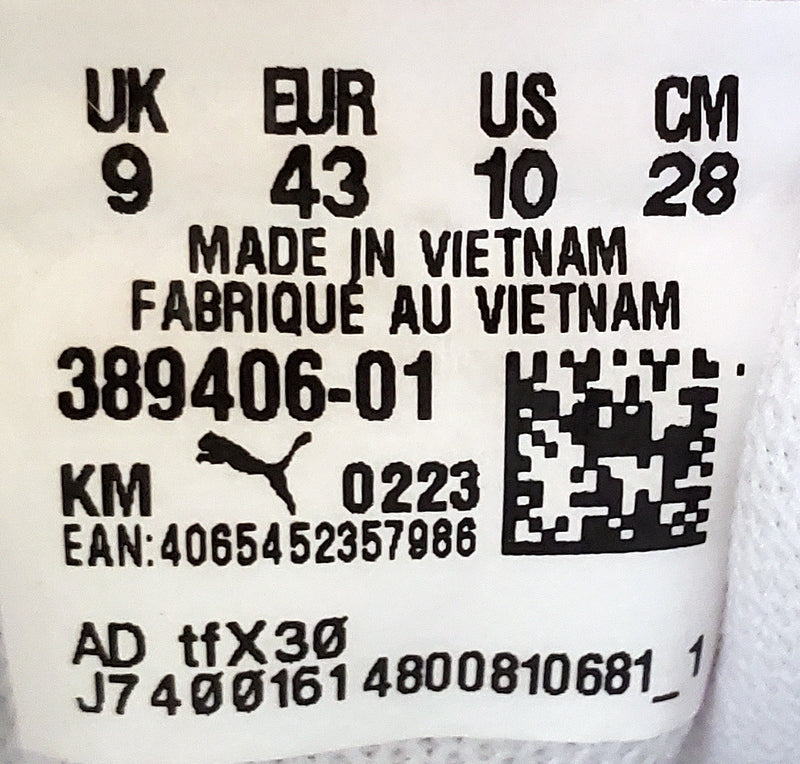 UK EUR US CM
9 43 10 28
MADE IN VIETNAM
FABRIQUÉ AU VIETNAM
389406-01
KM 0223
EAN:4065452357986
AD tfX30
J74001614800810681_1